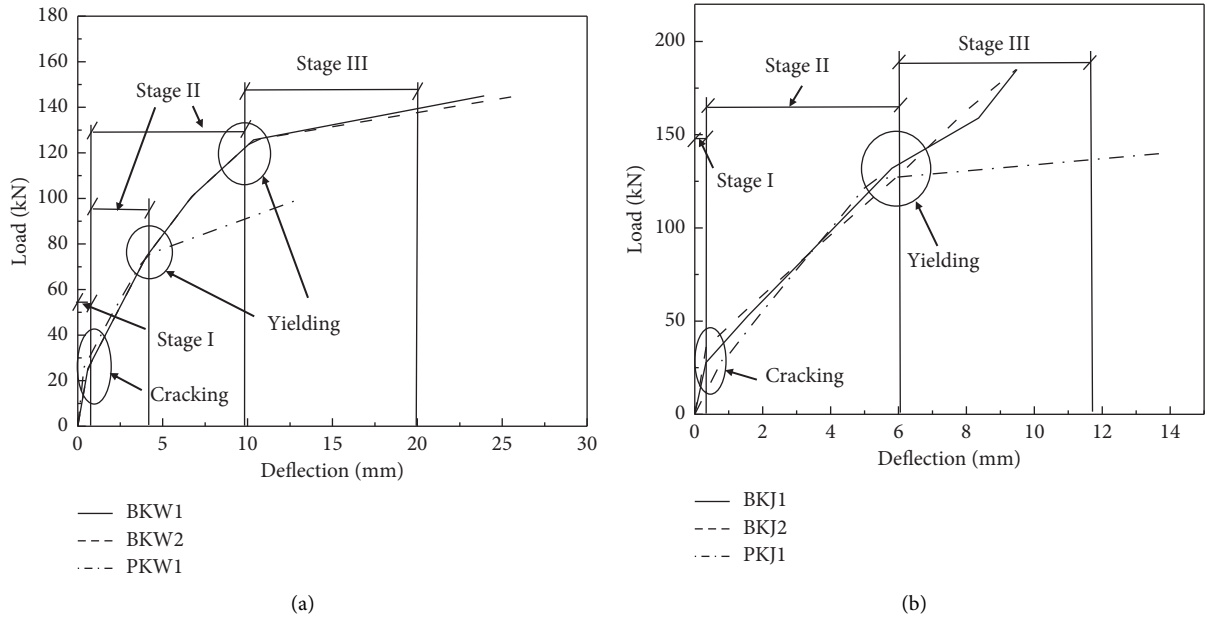 180
160
140
120
100
80
60
40
20
0
Load (kN)
Stage III
Stage II
Yielding
Stage I
Cracking
0
5
10
15
20
25
30
Deflection (mm)
BKW1
BKW2
PKW1
(a)
200
150
100
50
0
Load (kN)
Stage III
Stage II
Stage I
Yielding
Cracking
0
2
4
6
8
10
12
14
Deflection (mm)
BKJ1
BKJ2
PKJ1
(b)